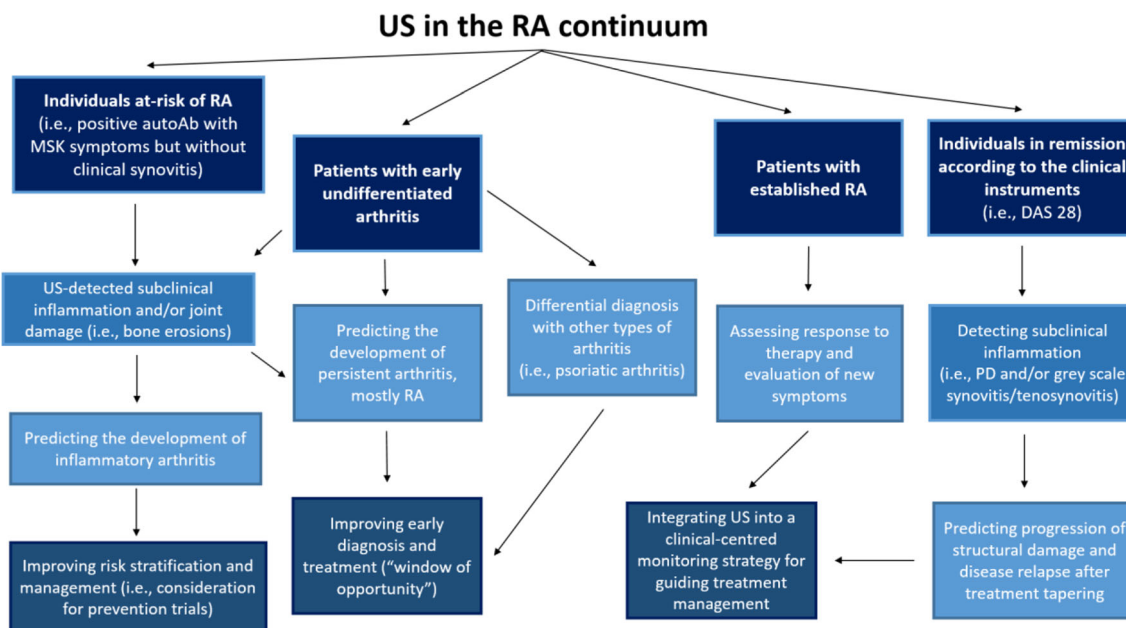 US in the RA continuum
Individuals at-risk of RA
(i.e., positive autoAb with
MSK symptoms but without
clinical synovitis)
Patients with early
undifferentiated
arthritis
Patients with
established RA
Individuals in remission
according to the clinical
instruments
(i.e., DAS 28)
US-detected subclinical
inflammation and/or joint
damage (i.e., bone erosions)
Predicting the
development of
persistent arthritis,
mostly RA
Differential diagnosis
with other types of
arthritis
(i.e., psoriatic arthritis)
Assessing response to
therapy and
evaluation of new
symptoms
Detecting subclinical
inflammation
(i.e., PD and/or grey scale
synovitis/tenosynovitis)
Predicting the development of
inflammatory arthritis
Improving risk stratification and
management (i.e., consideration
for prevention trials)
Improving early
diagnosis and
treatment (“window of
opportunity”)
Integrating US into a
clinical-centred
monitoring strategy for
guiding treatment
management
Predicting progression of
structural damage and
disease relapse after
treatment tapering